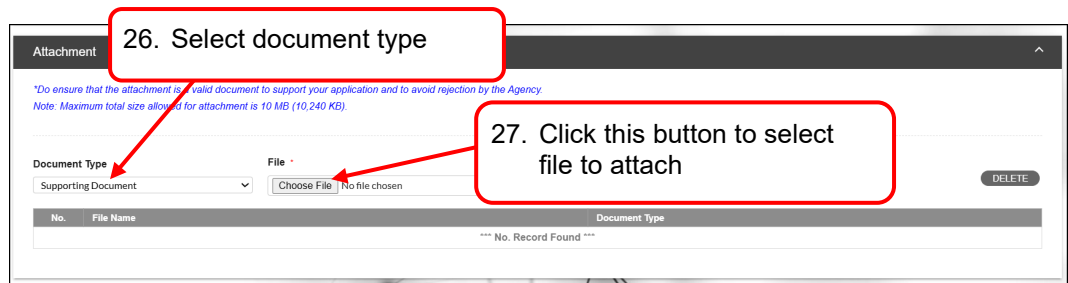 26. Select document type
Attachment
*Do ensure that the attachment is a valid document to support your application and to avoid rejection by the Agency.
Note: Maximum total size allowed for attachment is 10 MB (10,240 KB).
27. Click this button to select
file to attach
Document Type
File *
Supporting Document
Choose File No file chosen
DELETE
No. File Name Document Type
*** No. Record Found ***